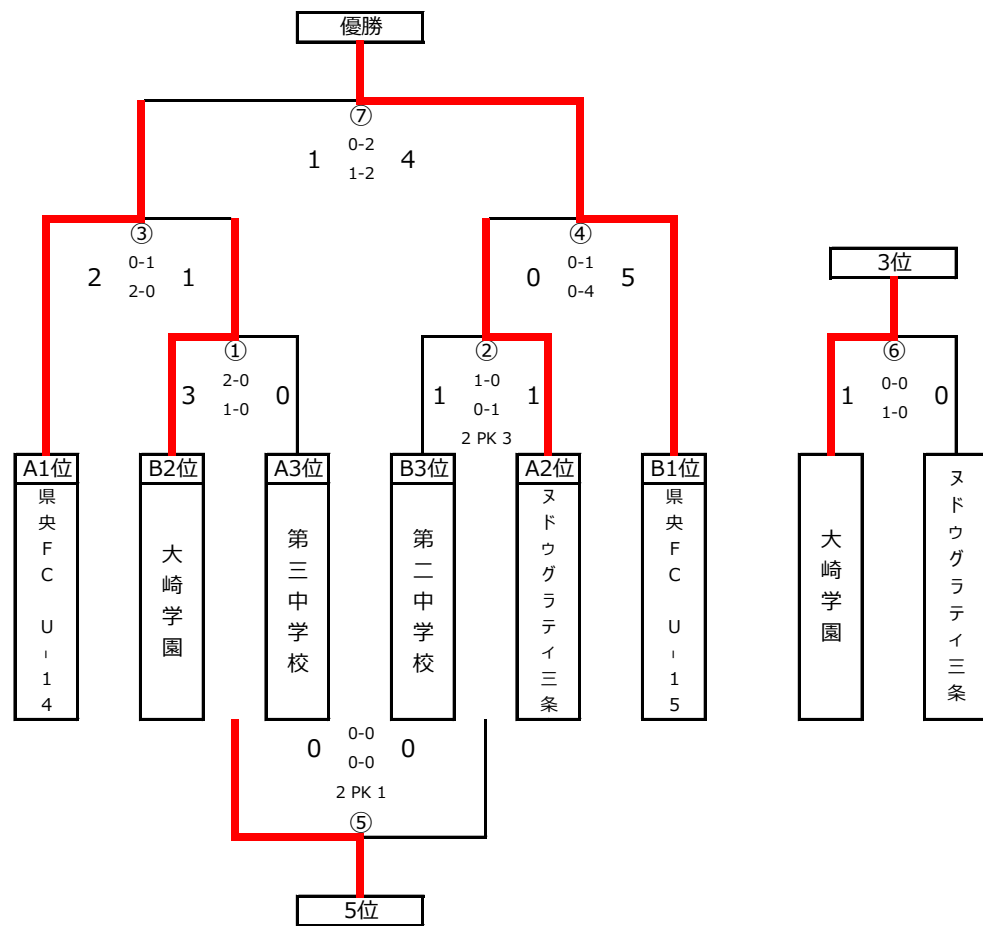 優勝
⑦
0-2
1 4
1-2
③ ④
0-1 0-1
2 1 0 5
2-0 0-4
3位
① ② ⑥
2-0 1-0 0-0
3 0 1 1 1 0
1-0 0-1 1-0
2 PK 3
A1位 B2位 A3位 B3位 A2位 B1位
県央FC U-14
大崎学園
第三中学校
第二中学校
ヌドゥグラティ三条
県央FC U-15
大崎学園
ヌドゥグラティ三条
0-0
0 0
0-0
2 PK 1
⑤
5位